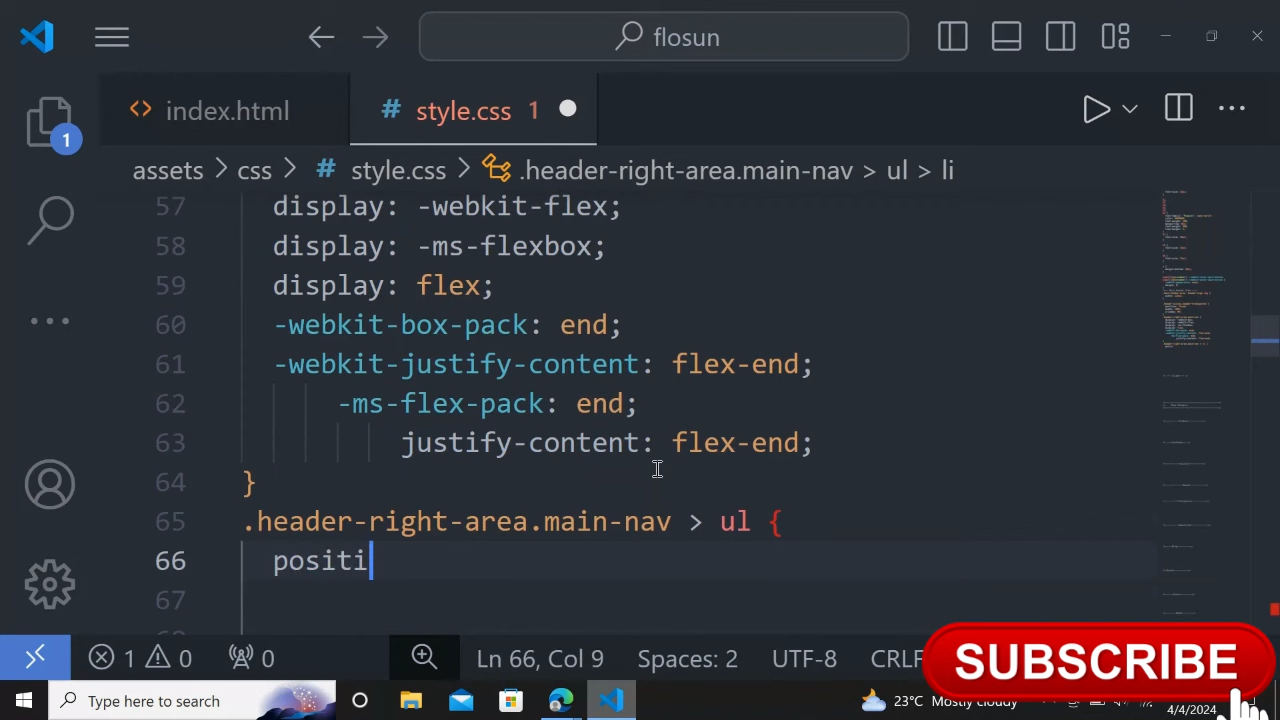 flosun
index.html
# style.css 1
assets > css > # style.css > .header-right-area.main-nav > ul > li
57 display: -webkit-flex;
58 display: -ms-flexbox;
59 display: flex;
60 -webkit-box-pack: end;
61 -webkit-justify-content: flex-end;
62 -ms-flex-pack: end;
63 justify-content: flex-end;
64 }
65 .header-right-area.main-nav > ul {
66 positi
67
1
1 0 0 Ln 66, Col 9 Spaces: 2 UTF-8 CRLF
SUBSCRIBE
Type here to search 23°C Mostly cloudy
4/4/2024